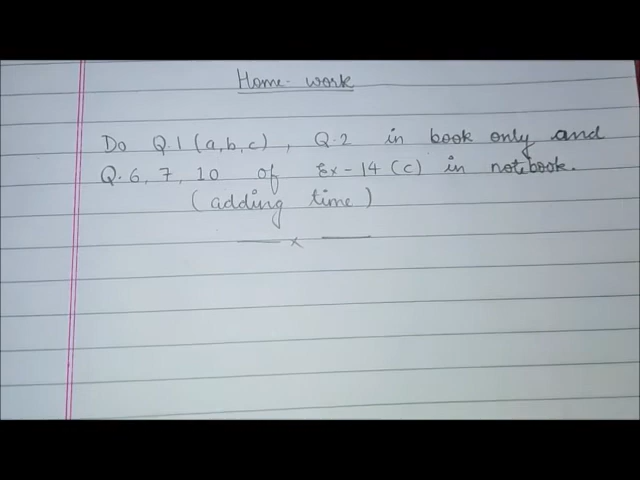 Home-work
Do Q.1 (a,b,c), Q.2 in book only and
Q.6, 7, 10 of Ex-14 (c) in notebook.
(adding time)